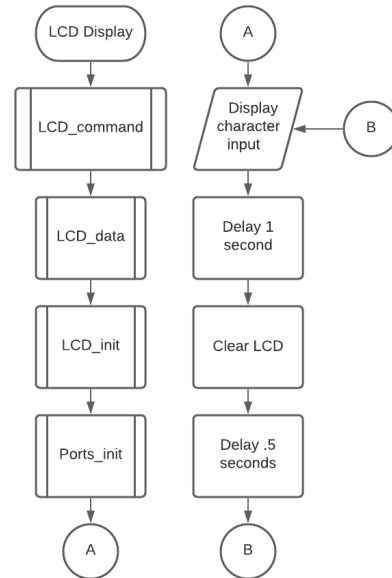 LCD Display
LCD_command
LCD_data
LCD_init
Ports_init
A
A
Display
character
input
B
Delay 1
second
Clear LCD
Delay .5
seconds
B